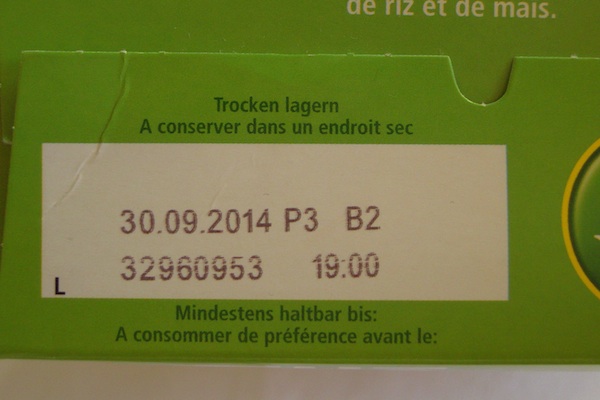 de riz et de maïs.
Trocken lagern
A conserver dans un endroit sec
30.09.2014 P3 B2
32960953 19:00
L
Mindestens haltbar bis:
A consommer de préférence avant le: